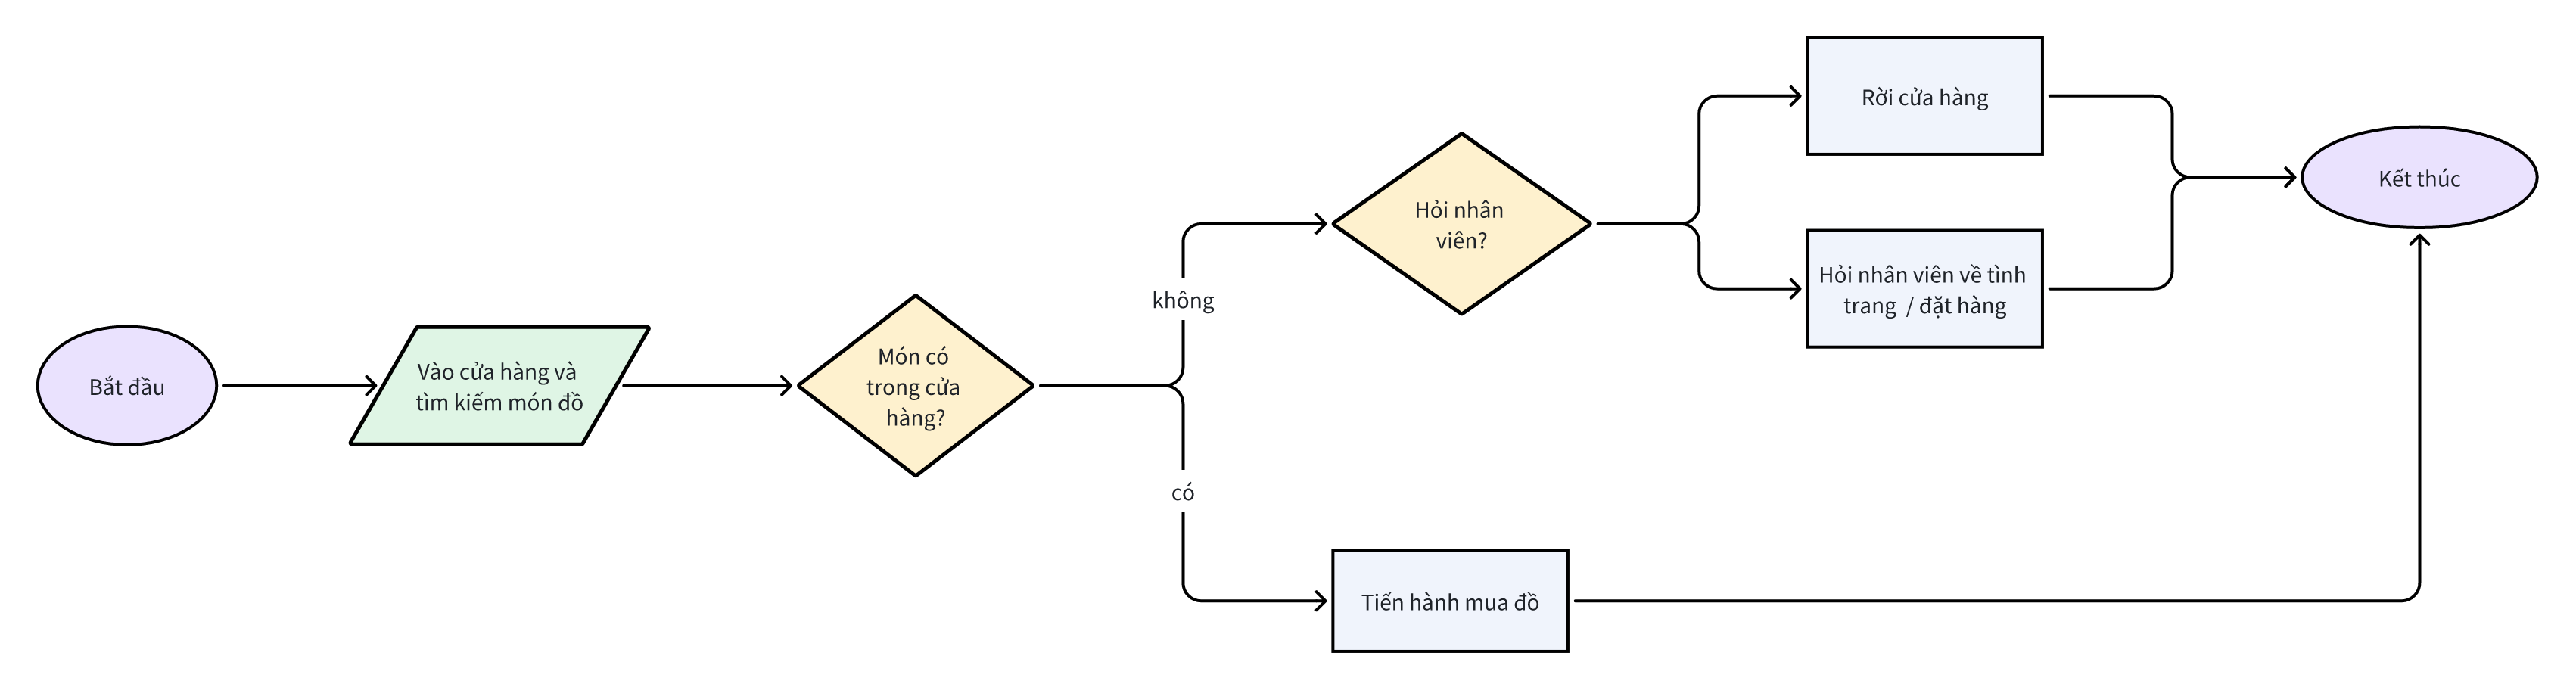 Bắt đầu
Vào cửa hàng và
tìm kiếm món đồ
Món có
trong cửa
hàng?
không
có
Hỏi nhân
viên?
Tiến hành mua đồ
Rời cửa hàng
Hỏi nhân viên về tình
trang / đặt hàng
Kết thúc